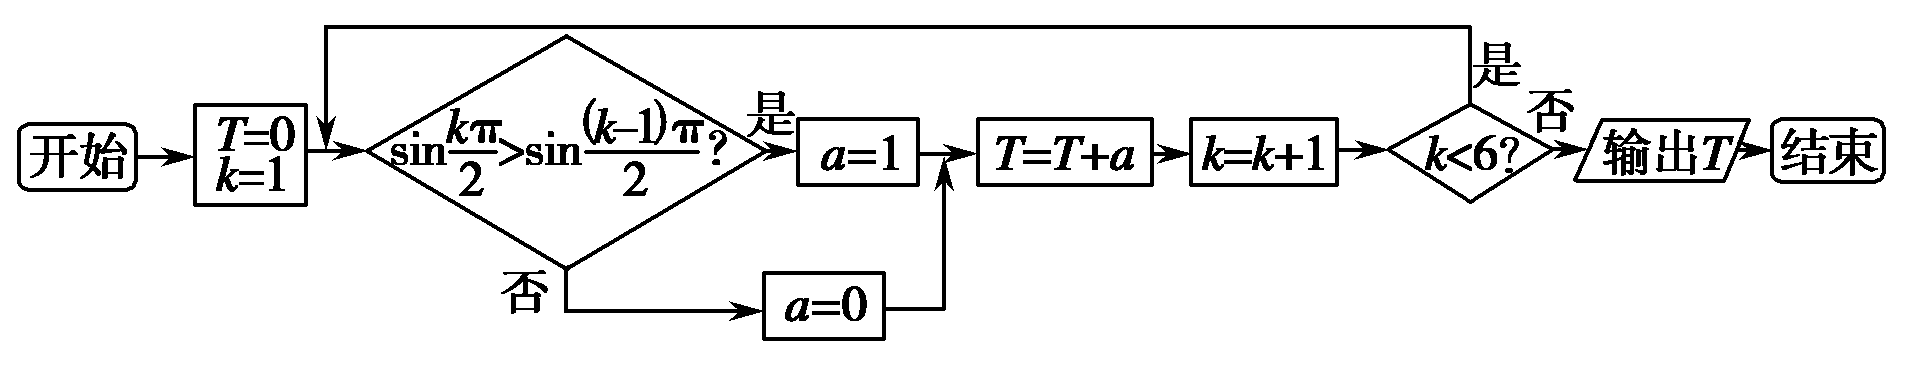 开始
T=0
k=1
sin kπ/2>sin (k-1)π/2?
是
否
a=1
a=0
T=T+a
k=k+1
k<6?
是
否
输出T
结束